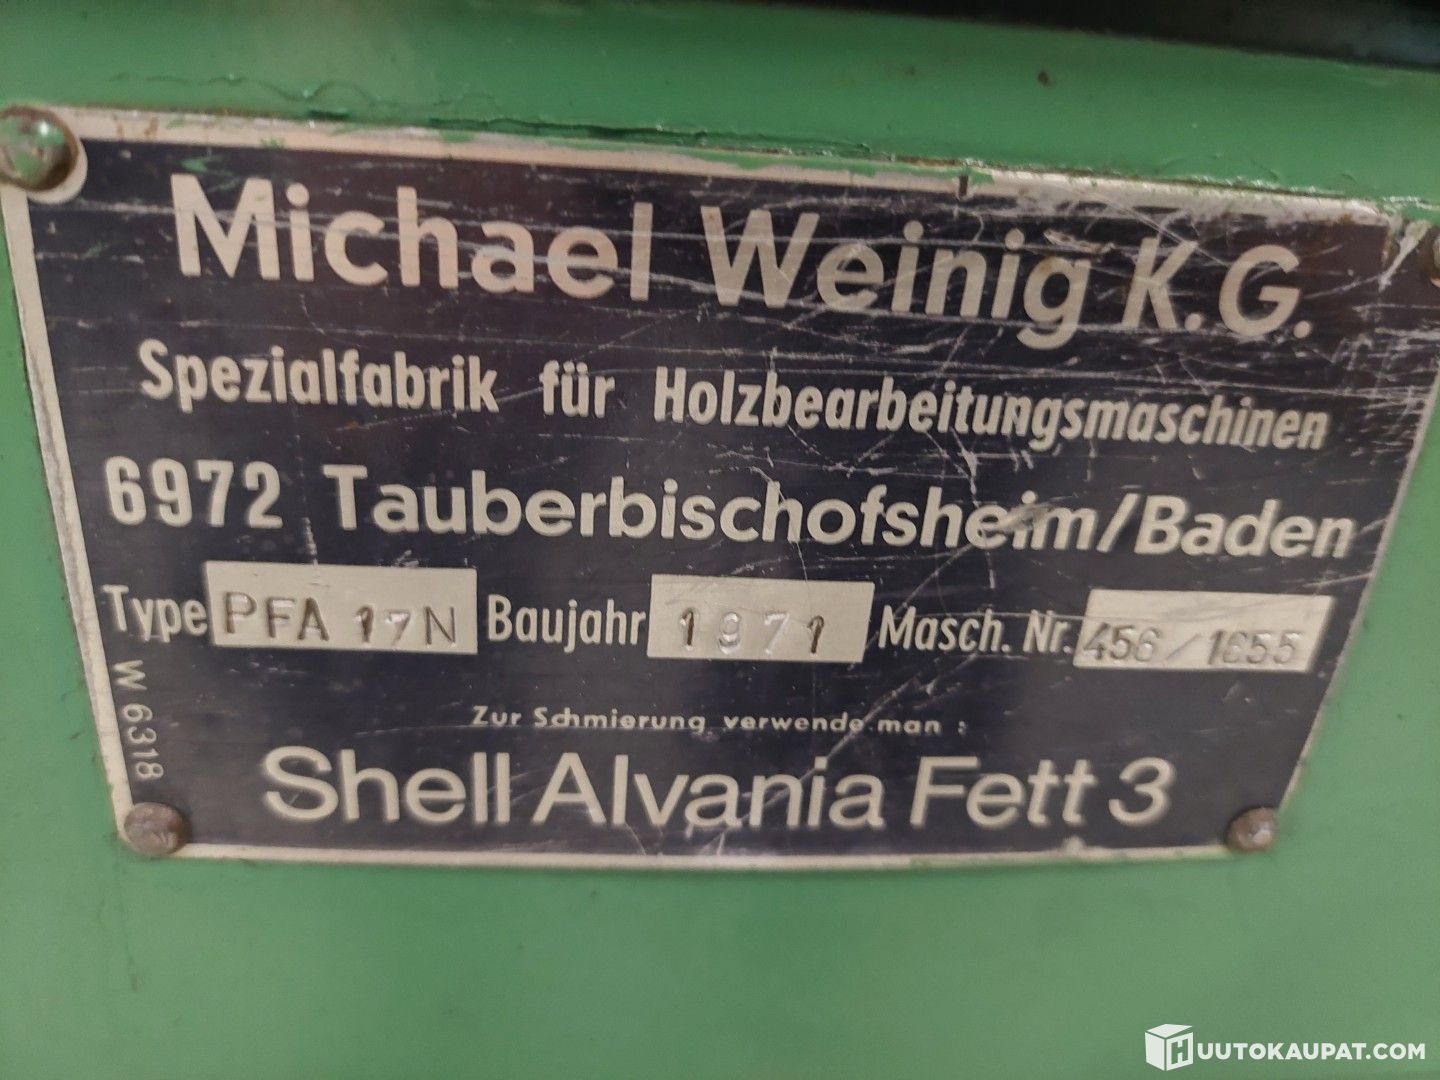 Michael Weinig K.G.
Spezialfabrik für Holzbearbeitungsmaschinen
6972 Tauberbischofsheim/Baden
Type PFA 17N Baujahr 1971 Masch. Nr. 456/1655
W 6318
Zur Schmierung verwende man :
Shell Alvania Fett 3
HUUTOKAUPAT.COM